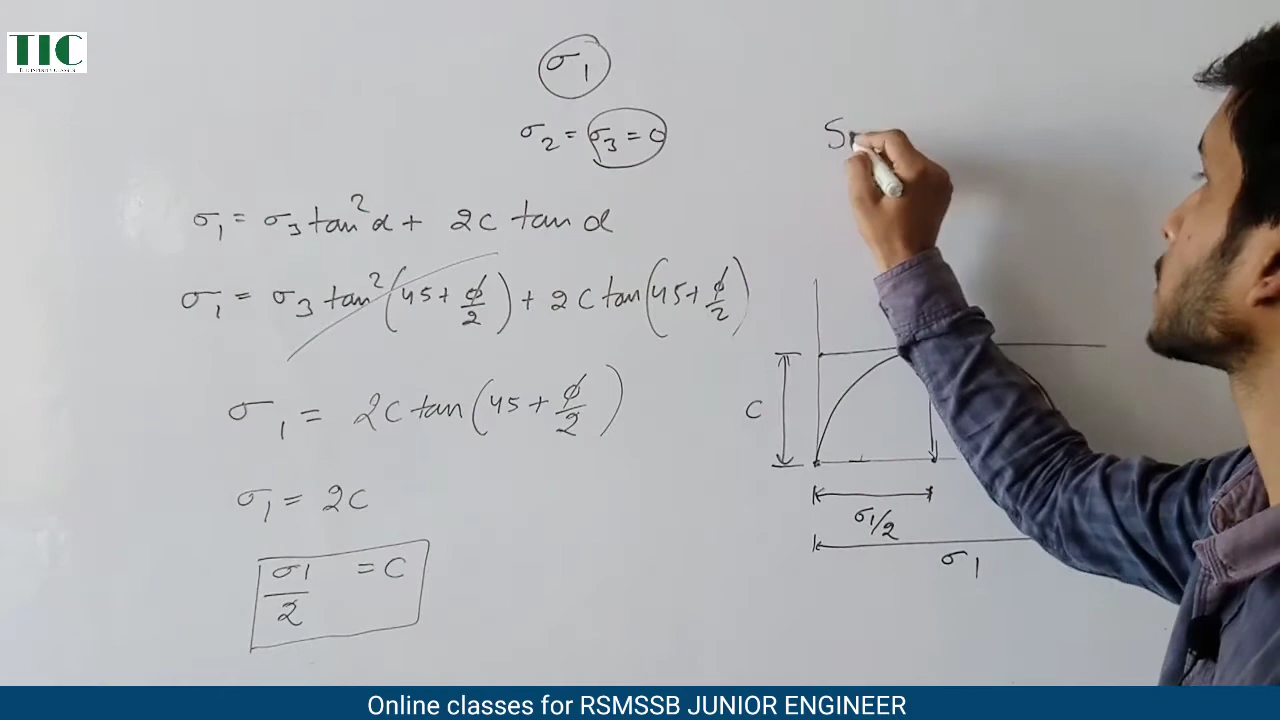 TIC
σ1
σ2 = σ3 = 0
S
σ1 = σ3 tan²α + 2C tan α
σ1 = σ3 tan²(45 + ϕ/2) + 2C tan(45 + ϕ/2)
σ1 = 2C tan(45 + ϕ/2)
C
σ1 = 2C
σ1/2
σ1/2 = C
σ1
Online classes for RSMSSB JUNIOR ENGINEER